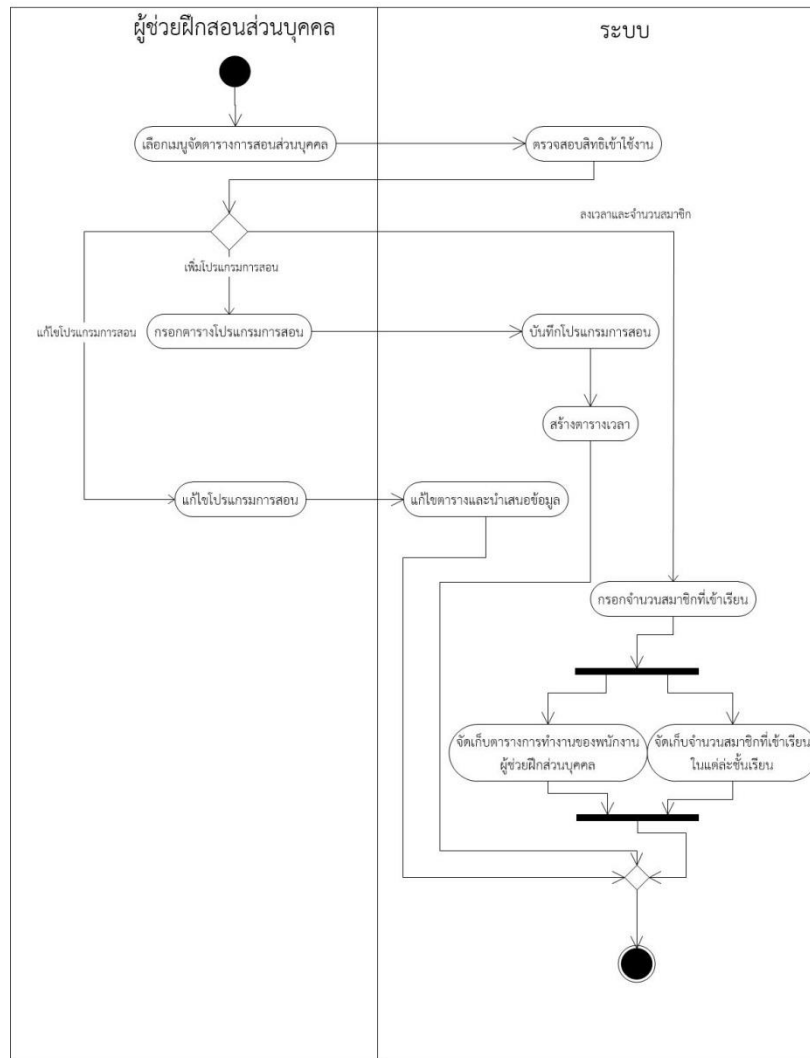 ผู้ช่วยฝึกสอนส่วนบุคคล
ระบบ
เลือกเมนูจัดตารางการสอนส่วนบุคคล
ตรวจสอบสิทธิเข้าใช้งาน
ลงเวลาและจำนวนสมาชิก
เพิ่มโปรแกรมการสอน
แก้ไขโปรแกรมการสอน
กรอกตารางโปรแกรมการสอน
บันทึกโปรแกรมการสอน
สร้างตารางเวลา
แก้ไขโปรแกรมการสอน
แก้ไขตารางและนำเสนอข้อมูล
กรอกจำนวนสมาชิกที่เข้าเรียน
จัดเก็บตารางการทำงานของพนักงาน
ผู้ช่วยฝึกส่วนบุคคล
จัดเก็บจำนวนสมาชิกที่เข้าเรียน
ในแต่ล่ะชั้นเรียน